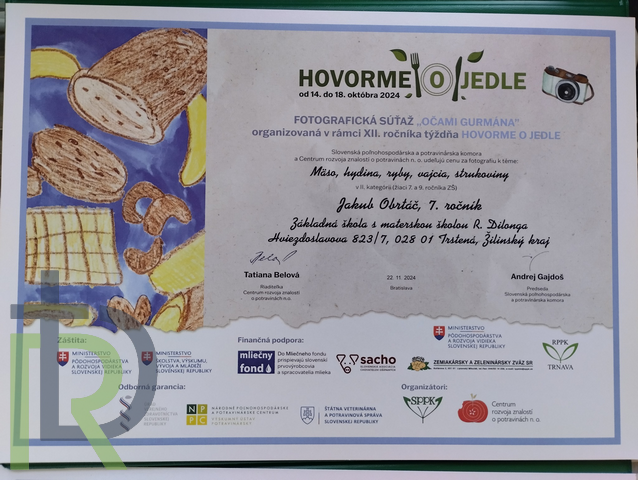 HOVORME O JEDLE
od 14. do 18. októbra 2024
FOTOGRAFICKÁ SÚŤAŽ „OČAMI GURMÁNA"
organizovaná v rámci XII. ročníka týždňa HOVORME O JEDLE
Slovenská poľnohospodárska a potravinárska komora
a Centrum rozvoja znalostí o potravinách n. o. udeľujú cenu za fotografiu k téme:
Mäso, hydina, ryby, vajcia, strukoviny
v II. kategórii (žiaci 7. a 9. ročníka ZŠ)
Jakub Obrtáč, 7. ročník
Základná škola s materskou školou R. Dilonga
Hviezdoslavova 823/7, 028 01 Trstená, Žilinský kraj
Tatiana Belová
Riaditeľka
Centrum rozvoja znalostí
o potravinách n.o.
22. 11. 2024
Bratislava
Andrej Gajdoš
Predseda
Slovenská poľnohospodárska
a potravinárska komora
Záštita:
MINISTERSTVO
PÔDOHOSPODÁRSTVA
A ROZVOJA VIDIEKA
SLOVENSKEJ REPUBLIKY
MINISTERSTVO
ŠKOLSTVA, VÝSKUMU,
VÝVOJA A MLÁDEŽE
SLOVENSKEJ REPUBLIKY
Finančná podpora:
mliečny
fond
Do Mliečneho fondu
prispievajú slovenskí
prvovýrobcovia
a spracovatelia mlieka
sacho
MINISTERSTVO
PÔDOHOSPODÁRSTVA
A ROZVOJA VIDIEKA
SLOVENSKEJ REPUBLIKY
ZEMIAKÁRSKY A ZELENINÁRSKY ZVÄZ SR
RPPK
TRNAVA
Odborná garancia:
NPPC
NÁRODNÉ POĽNOHOSPODÁRSKE
A POTRAVINÁRSKE CENTRUM
VÝSKUMNÝ ÚSTAV
POTRAVINÁRSKY
ŠTÁTNA VETERINÁRNA
A POTRAVINOVÁ SPRÁVA
SLOVENSKEJ REPUBLIKY
Organizátori:
SPPK
Centrum
rozvoja znalostí
o potravinách n. o.